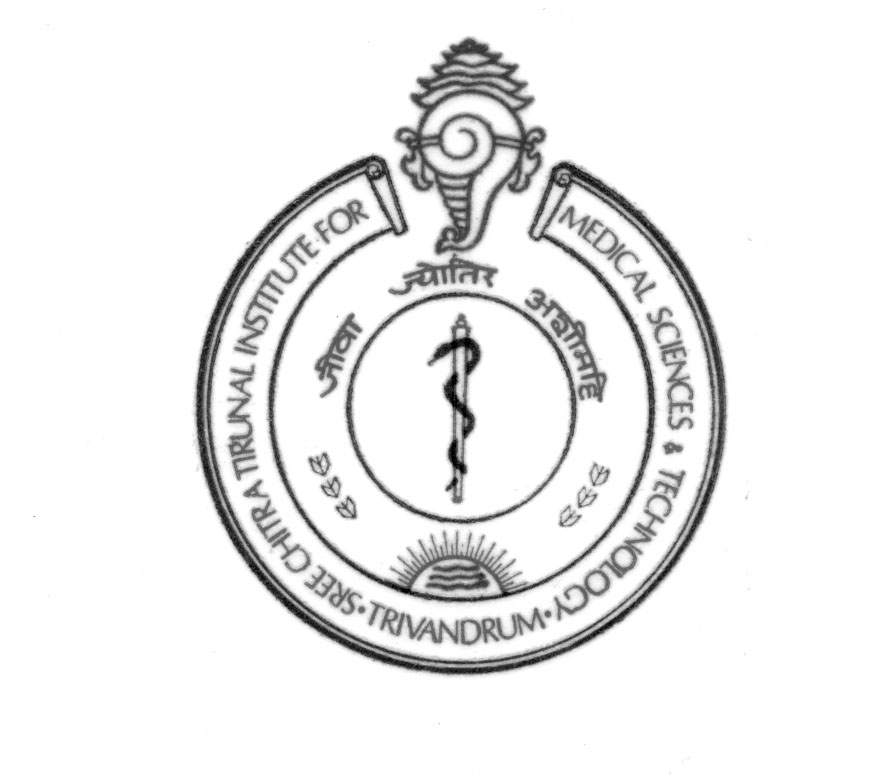 SREE CHITRA TIRUNAL INSTITUTE FOR
MEDICAL SCIENCES & TECHNOLOGY
• TRIVANDRUM •
जीवा ज्योतिर अशीमहि